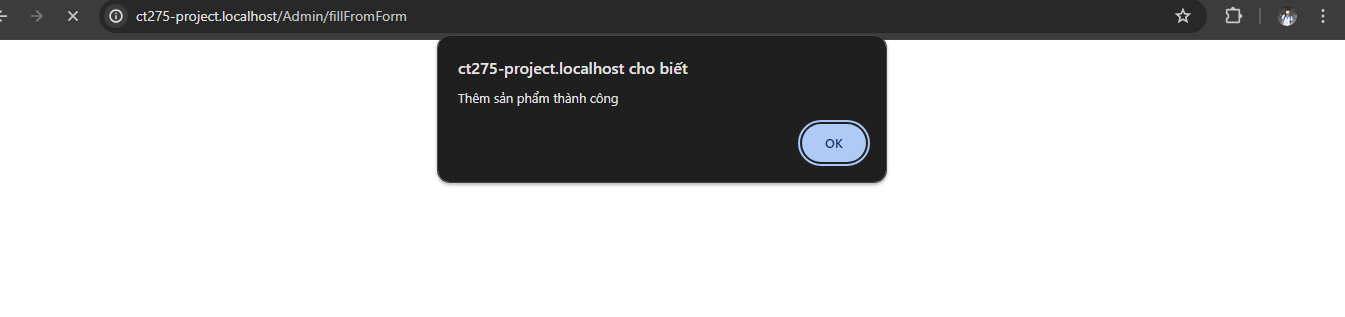 ct275-project.localhost/Admin/fillFromForm
ct275-project.localhost cho biết
Thêm sản phẩm thành công
OK